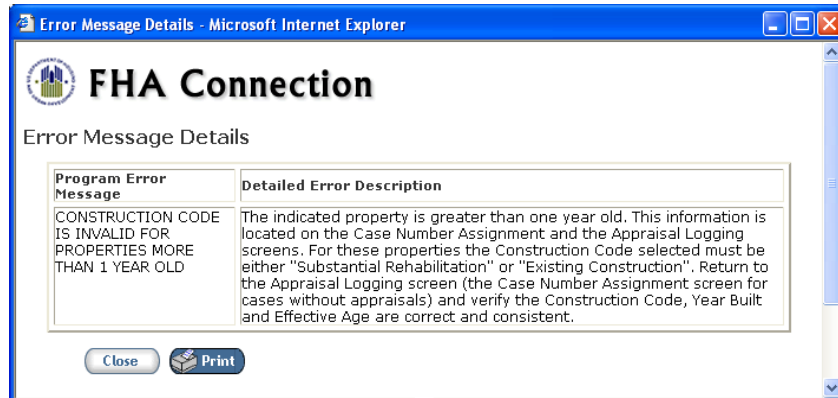 Error Message Details - Microsoft Internet Explorer
FHA Connection
Error Message Details
Program Error
Message
Detailed Error Description
CONSTRUCTION CODE
IS INVALID FOR
PROPERTIES MORE
THAN 1 YEAR OLD
The indicated property is greater than one year old. This information is
located on the Case Number Assignment and the Appraisal Logging
screens. For these properties the Construction Code selected must be
either "Substantial Rehabilitation" or "Existing Construction". Return to
the Appraisal Logging screen (the Case Number Assignment screen for
cases without appraisals) and verify the Construction Code, Year Built
and Effective Age are correct and consistent.
Close
Print